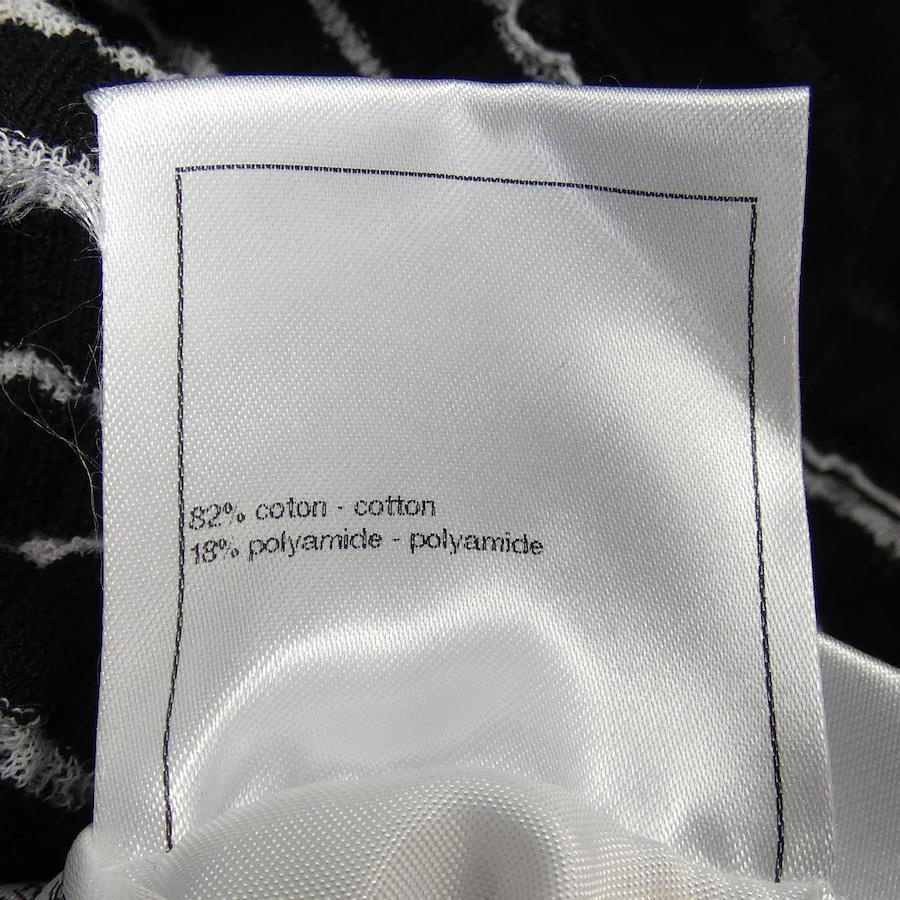 82% coton - cotton
18% polyamide - polyamide